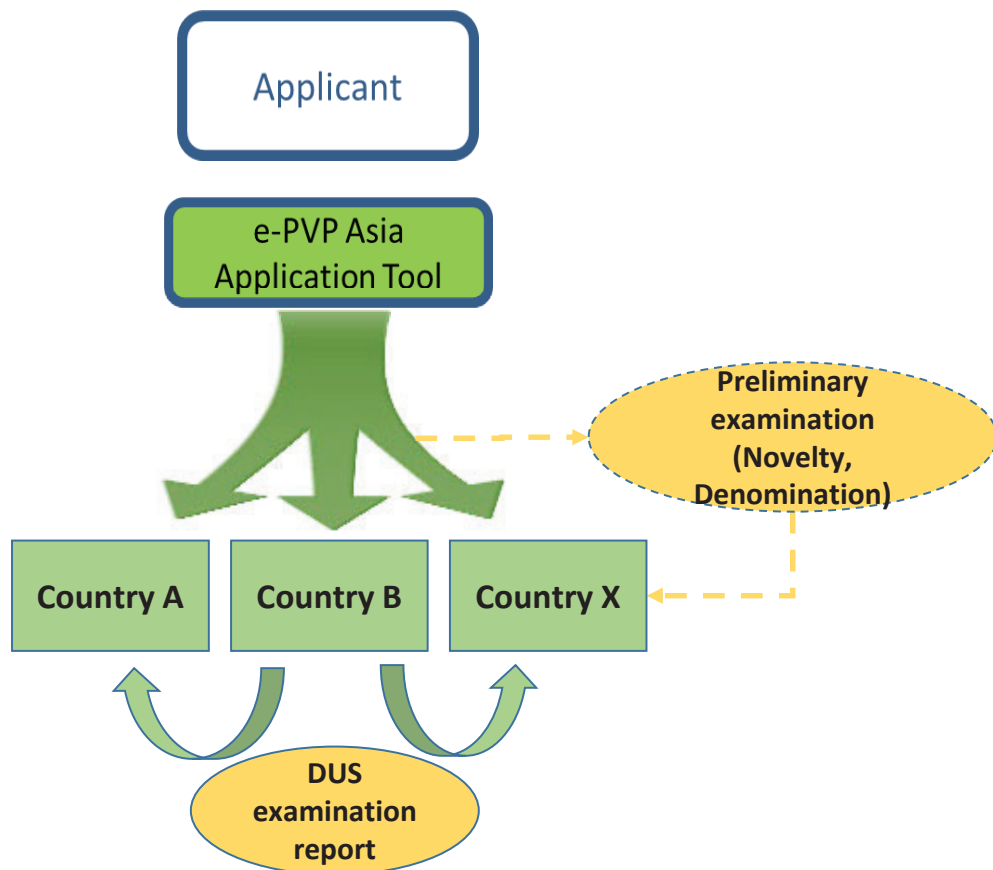 Applicant
e-PVP Asia
Application Tool
Preliminary
examination
(Novelty,
Denomination)
Country A
Country B
Country X
DUS
examination
report